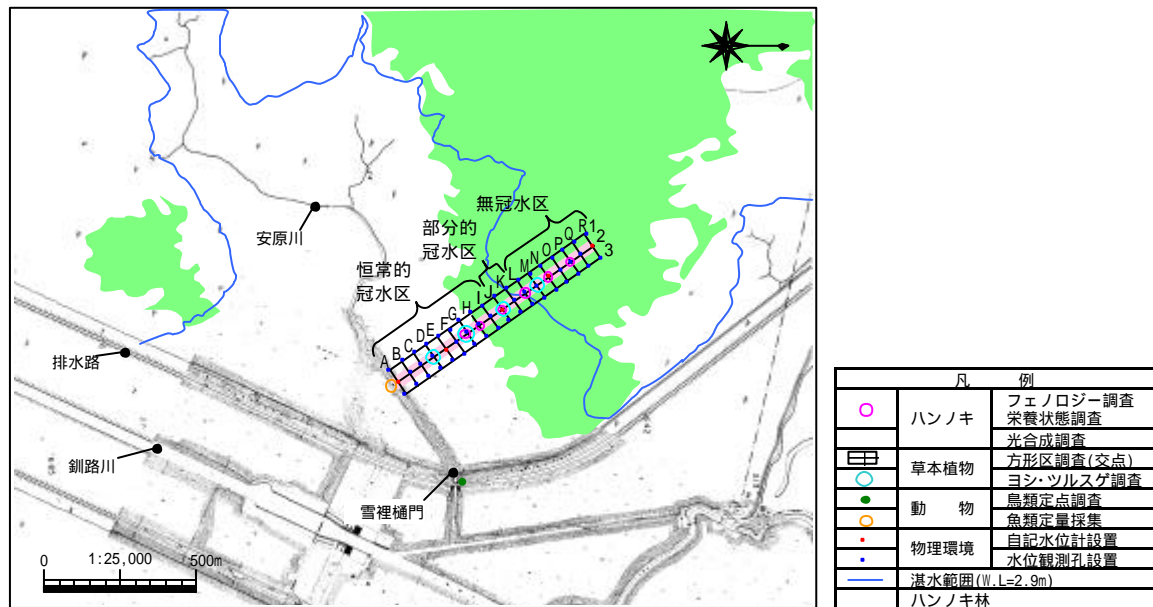 無冠水区
部分的
冠水区
恒常的
冠水区
A B C D E F G H I J K L M N O P Q R 1
2
3
安原川
排水路
釧路川
雪裡樋門
0 1:25,000 500m
凡 例
ハンノキ
フェノロジー調査
栄養状態調査
光合成調査
草本植物
方形区調査(交点)
ヨシ・ツルスゲ調査
動 物
鳥類定点調査
魚類定量採集
物理環境
自記水位計設置
水位観測孔設置
湛水範囲(W.L=2.9m)
ハンノキ林